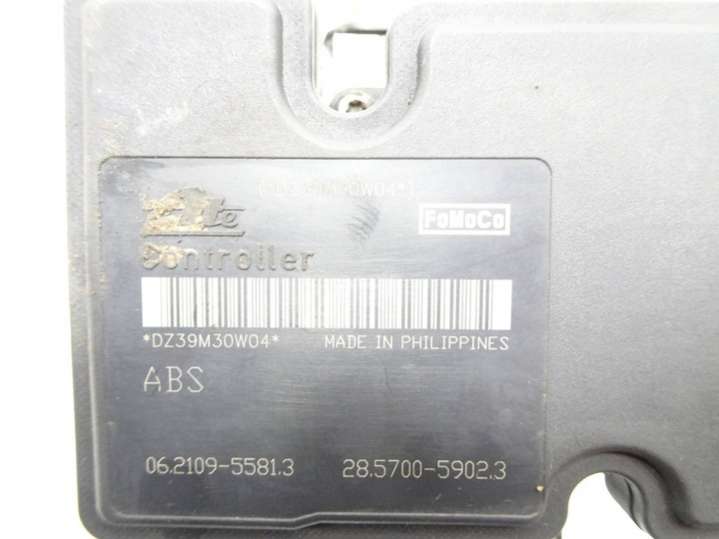 FoMoCo
Controller
*DZ39M30W04* MADE IN PHILIPPINES
ABS
06.2109-5581.3 28.5700-5902.3